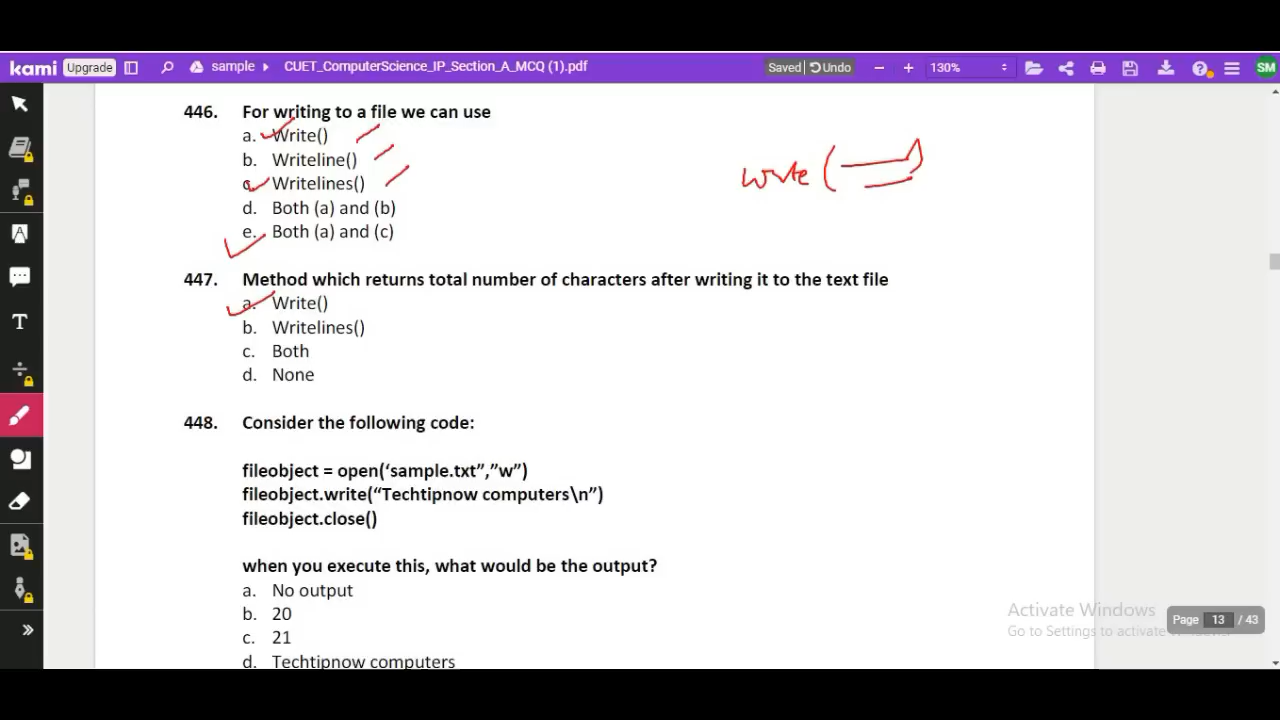 kami Upgrade sample CUET_ComputerScience_IP_Section_A_MCQ (1).pdf Saved Undo 130% SM
446. For writing to a file we can use
a. Write()
b. Writeline()
c. Writelines()
d. Both (a) and (b)
e. Both (a) and (c)
write (
)
447. Method which returns total number of characters after writing it to the text file
a. Write()
b. Writelines()
c. Both
d. None
448. Consider the following code:
fileobject = open(‘sample.txt”,”w”)
fileobject.write(“Techtipnow computers\n”)
fileobject.close()
when you execute this, what would be the output?
a. No output
b. 20
c. 21
d. Techtipnow computers
Activate Windows
Go to Settings to activate
Page 13 / 43